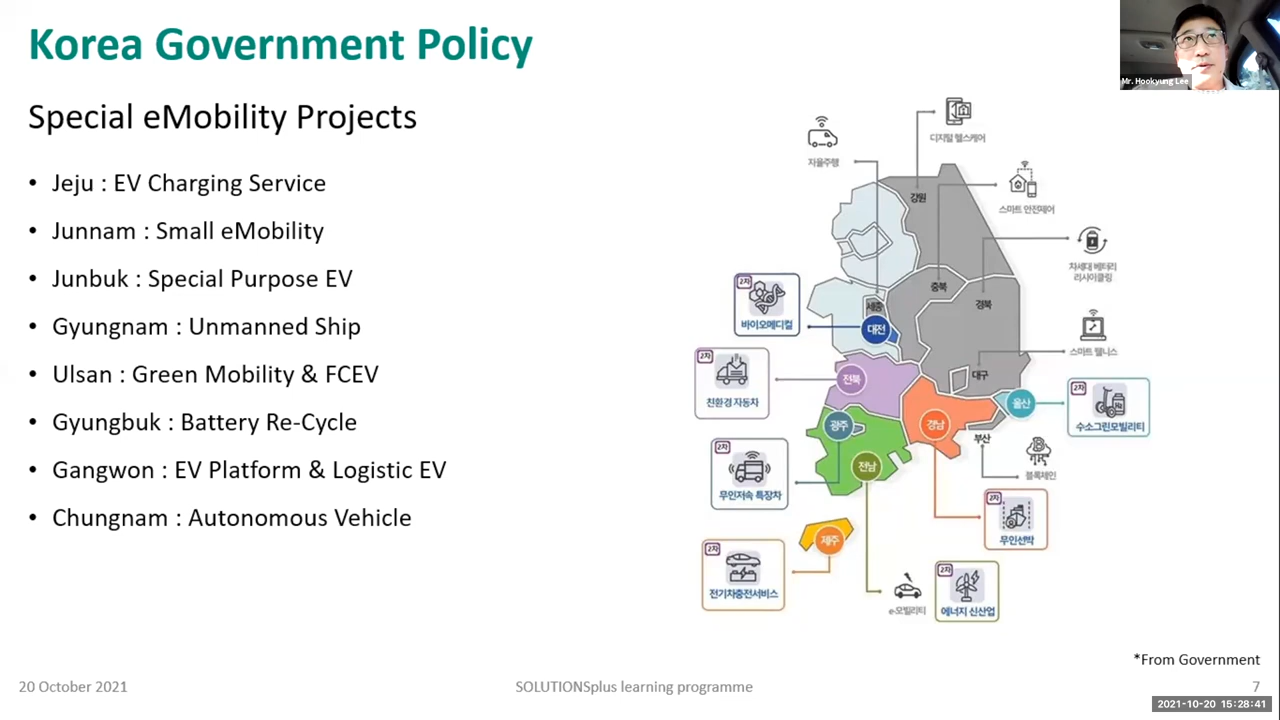 Korea Government Policy
Mr. Hookyung Lee
Special eMobility Projects
• Jeju : EV Charging Service
• Junnam : Small eMobility
• Junbuk : Special Purpose EV
• Gyungnam : Unmanned Ship
• Ulsan : Green Mobility & FCEV
• Gyungbuk : Battery Re-Cycle
• Gangwon : EV Platform & Logistic EV
• Chungnam : Autonomous Vehicle
디지털 헬스케어
자율주행
강원
스마트 안전제어
차세대 배터리
리사이클링
충북
경북
2차
바이오메디컬
세종
대전
스마트 웰니스
2차
친환경 자동차
전북
대구
2차
수소그린모빌리티
울산
광주
경남
부산
2차
무인저속 특장차
전남
블록체인
2차
무인선박
제주
2차
전기차충전서비스
e-모빌리티
2차
에너지 신산업
*From Government
20 October 2021
SOLUTIONSplus learning programme
7
2021-10-20 15:28:41